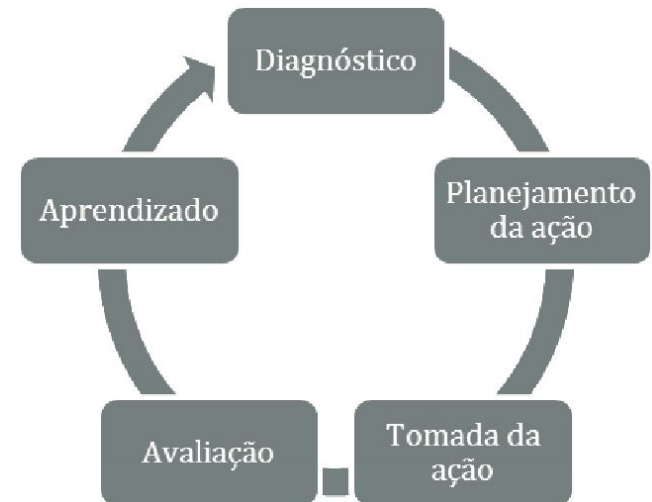 Diagnóstico
Planejamento
da ação
Tomada da
ação
Avaliação
Aprendizado